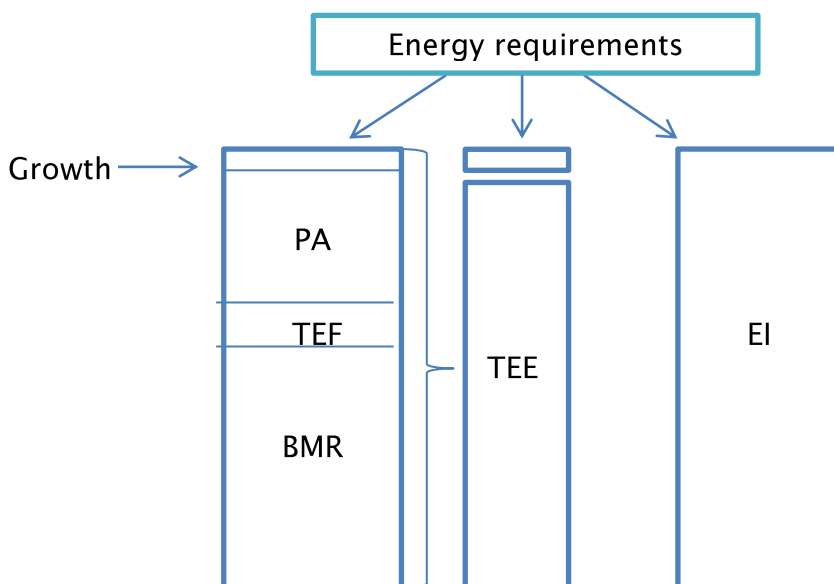 Energy requirements
Growth
PA
TEF
EI
TEE
BMR